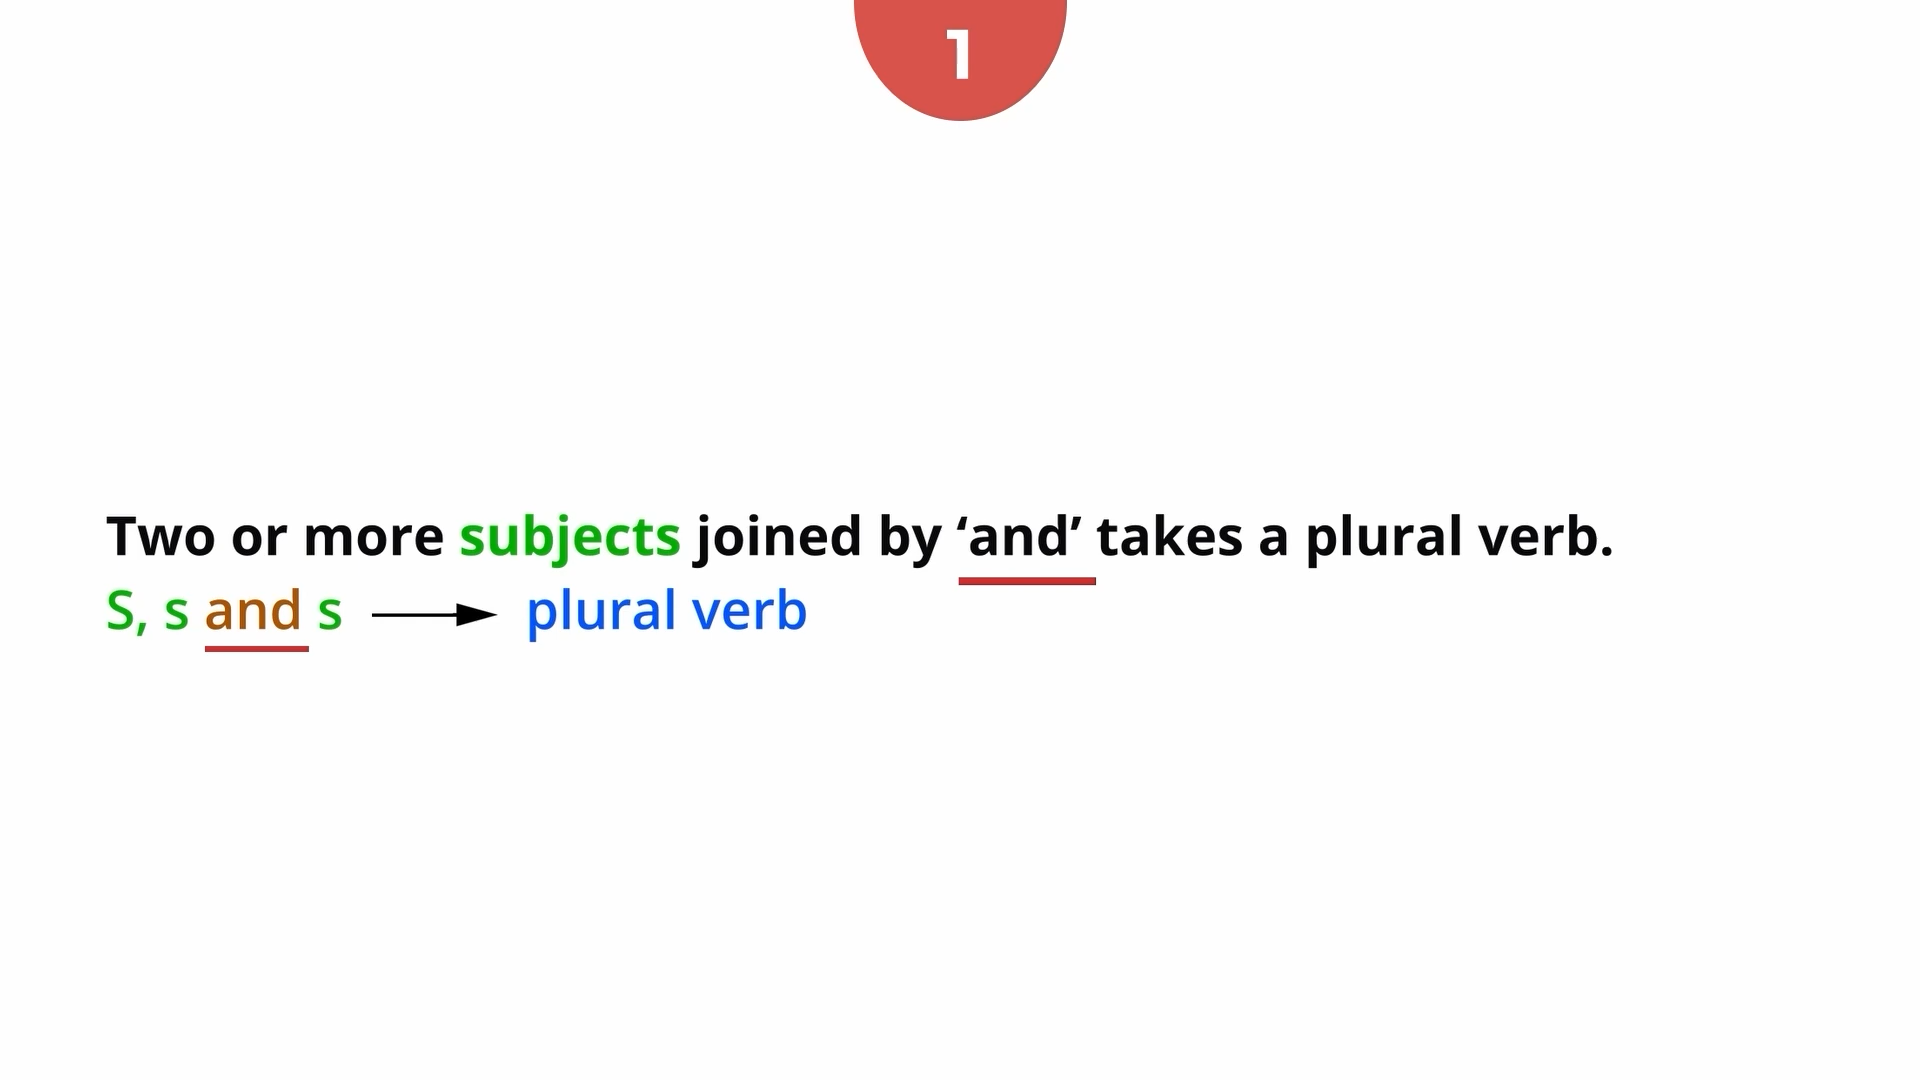 1
Two or more subjects joined by ‘and’ takes a plural verb.
S, s and s → plural verb